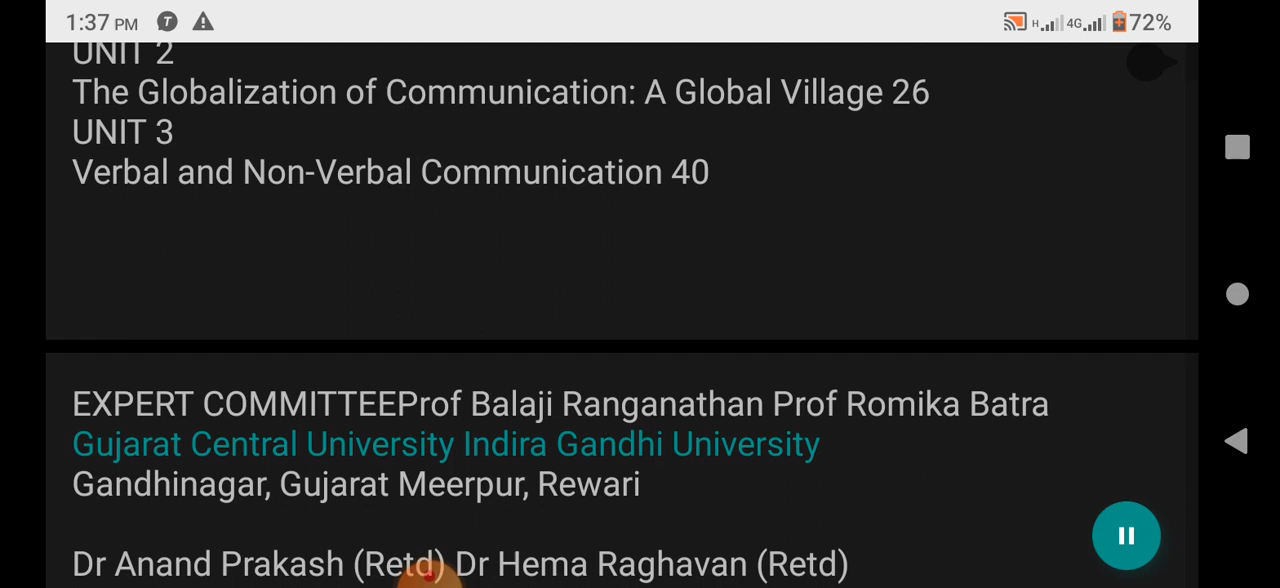 1:37 PM
H 4G 72%
UNIT 2
The Globalization of Communication: A Global Village 26
UNIT 3
Verbal and Non-Verbal Communication 40
EXPERT COMMITTEEProf Balaji Ranganathan Prof Romika Batra
Gujarat Central University Indira Gandhi University
Gandhinagar, Gujarat Meerpur, Rewari
Dr Anand Prakash (Retd) Dr Hema Raghavan (Retd)